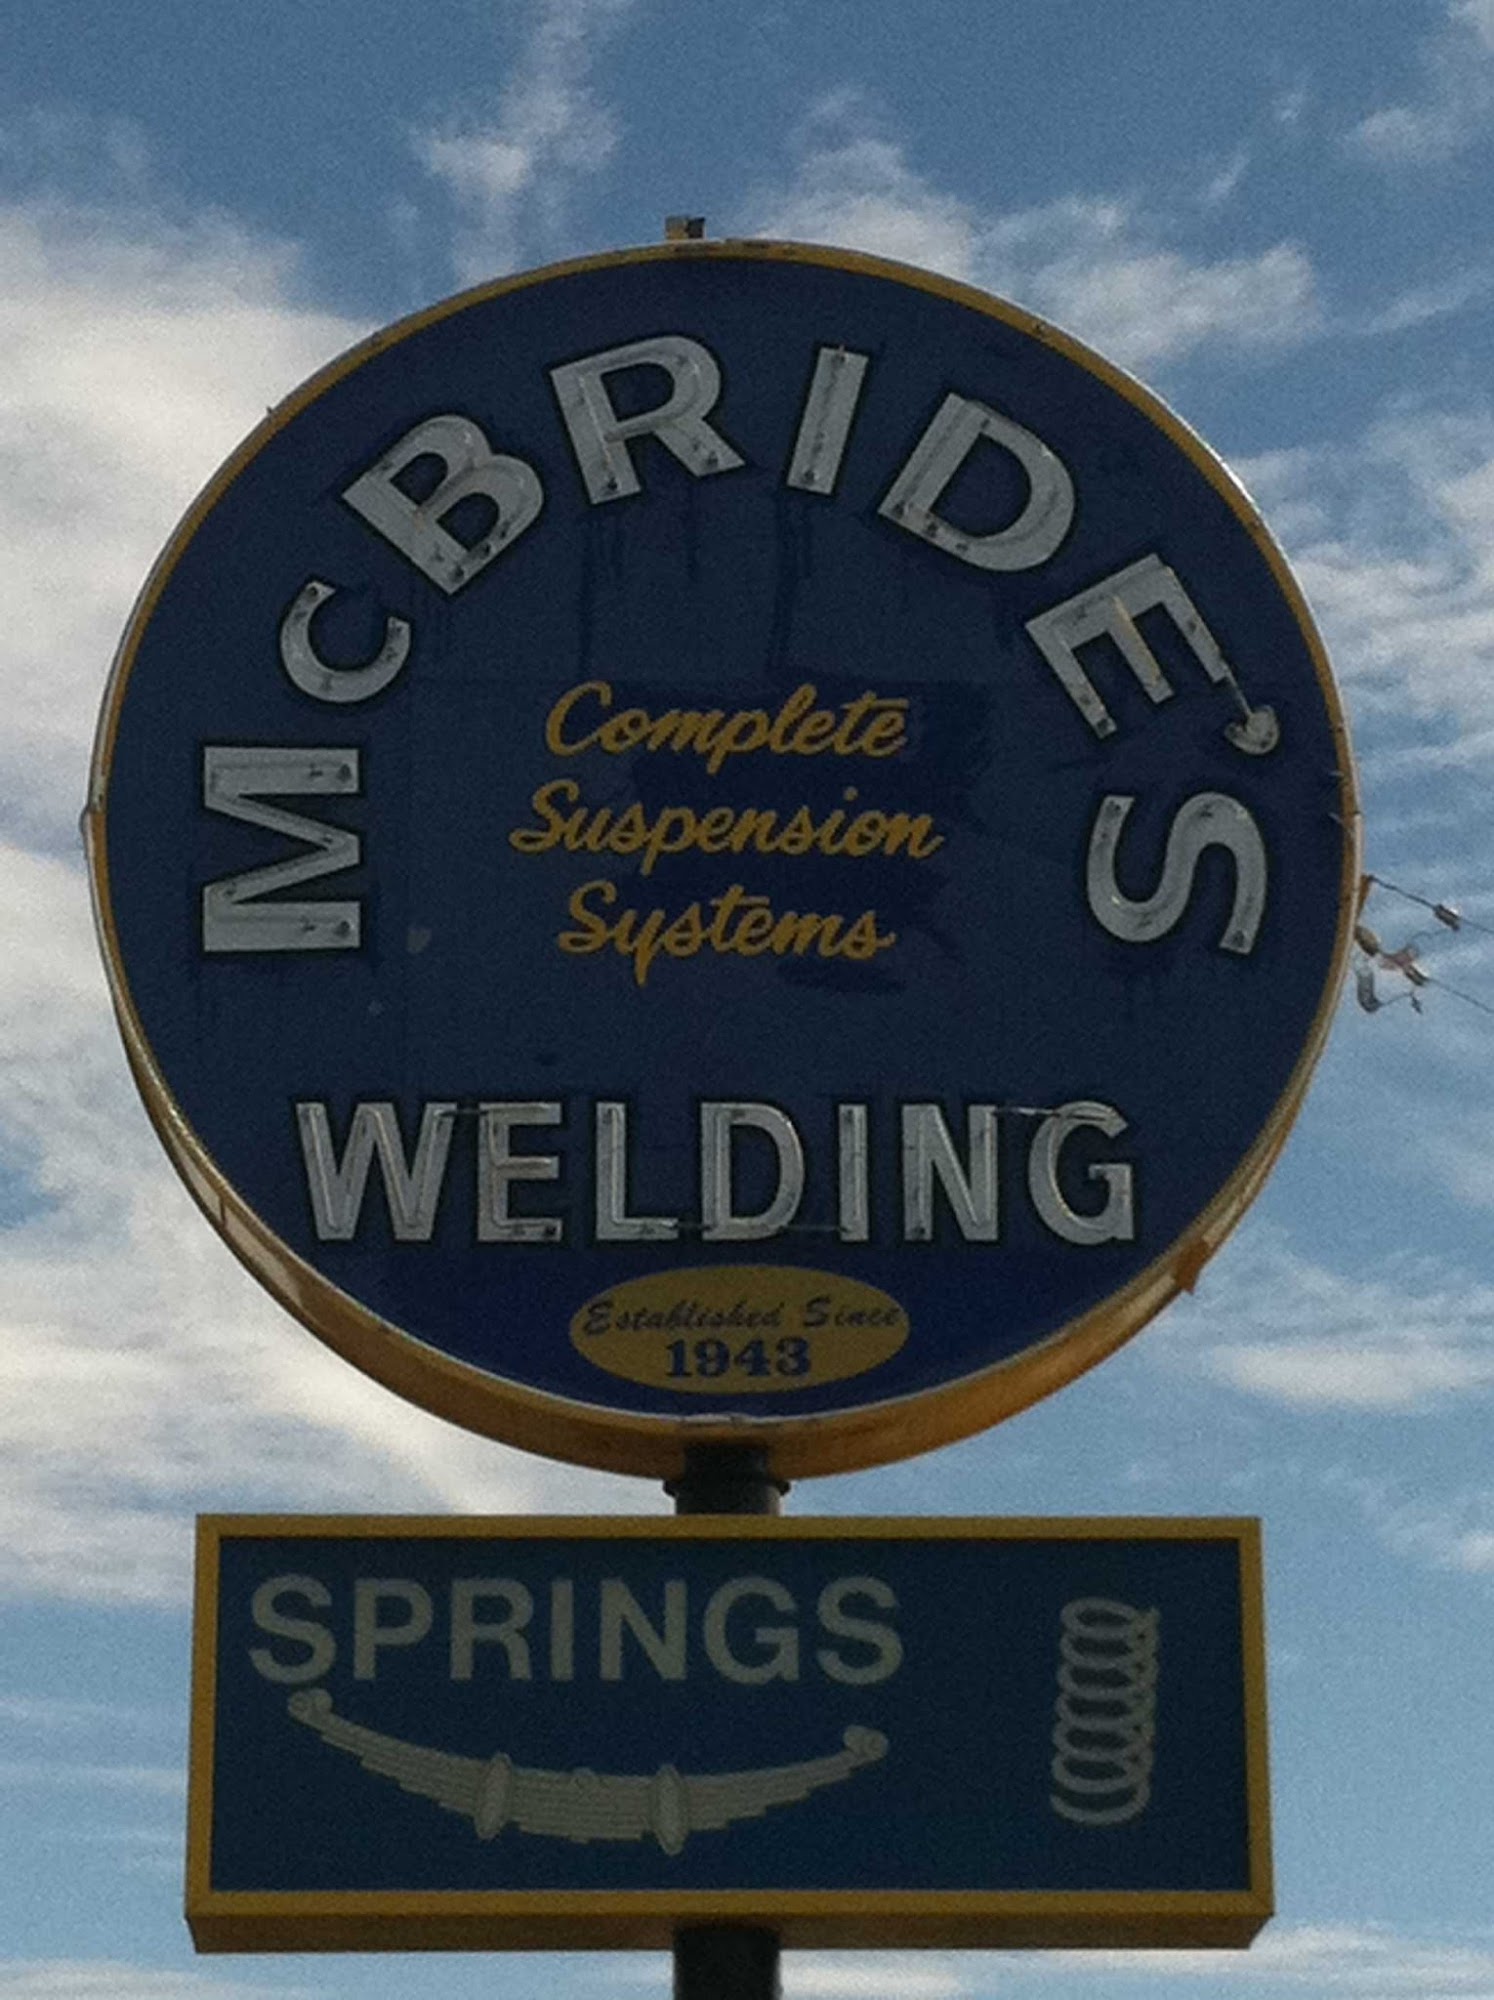 McBRIDE'S
Complete
Suspension
Systems
WELDING
Established Since
1943
SPRINGS